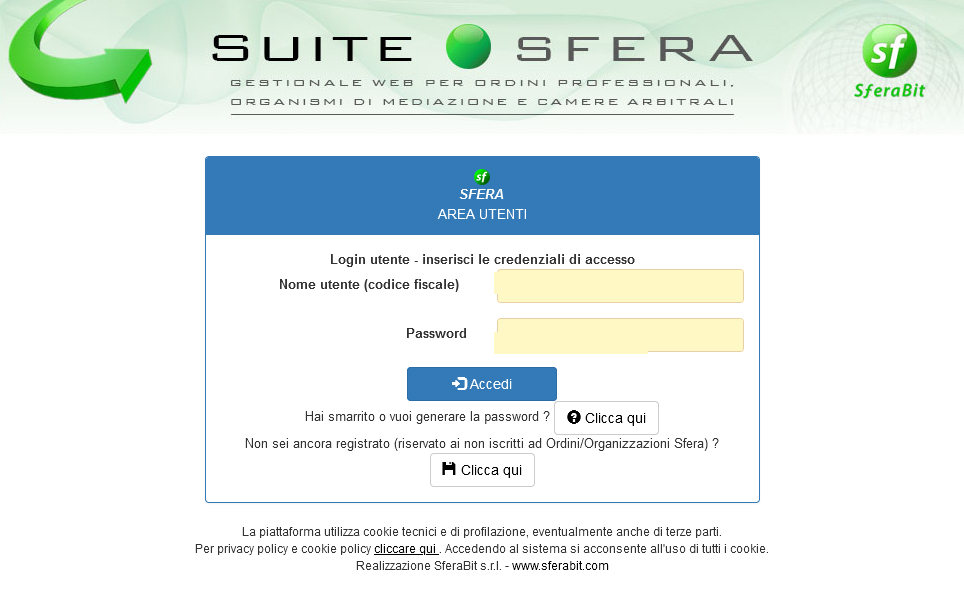 SUITE SFERA
GESTIONALE WEB PER ORDINI PROFESSIONALI,
ORGANISMI DI MEDIAZIONE E CAMERE ARBITRALI
sf
SferaBit
sf
SFERA
AREA UTENTI
Login utente - inserisci le credenziali di accesso
Nome utente (codice fiscale)
Password
Accedi
Hai smarrito o vuoi generare la password ? Clicca qui
Non sei ancora registrato (riservato ai non iscritti ad Ordini/Organizzazioni Sfera) ?
Clicca qui
La piattaforma utilizza cookie tecnici e di profilazione, eventualmente anche di terze parti.
Per privacy policy e cookie policy cliccare qui . Accedendo al sistema si acconsente all'uso di tutti i cookie.
Realizzazione SferaBit s.r.l. - www.sferabit.com